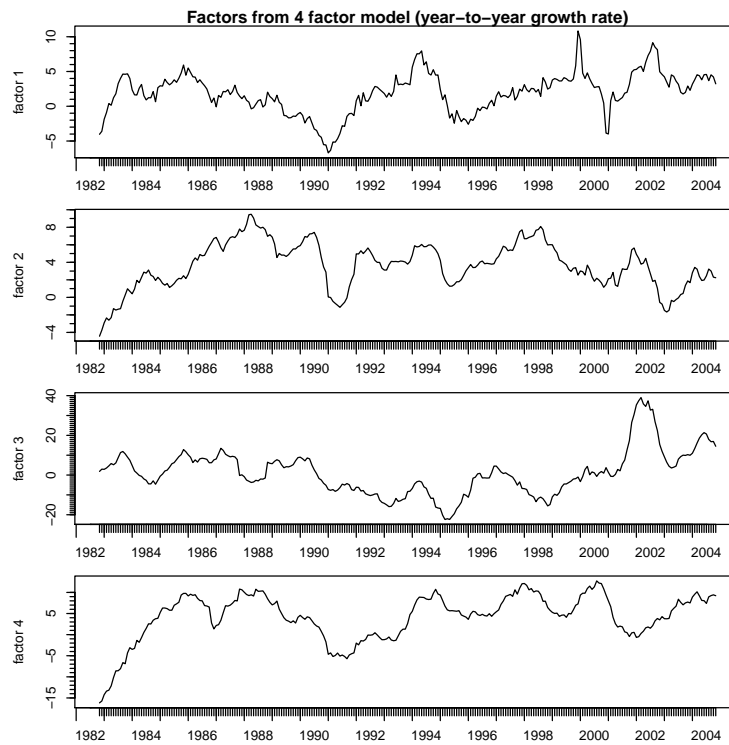 Factors from 4 factor model (year−to−year growth rate)
factor 1
−5 0 5 10
1982 1984 1986 1988 1990 1992 1994 1996 1998 2000 2002 2004
factor 2
−4 0 4 8
1982 1984 1986 1988 1990 1992 1994 1996 1998 2000 2002 2004
factor 3
−20 0 20 40
1982 1984 1986 1988 1990 1992 1994 1996 1998 2000 2002 2004
factor 4
−15 −5 5
1982 1984 1986 1988 1990 1992 1994 1996 1998 2000 2002 2004